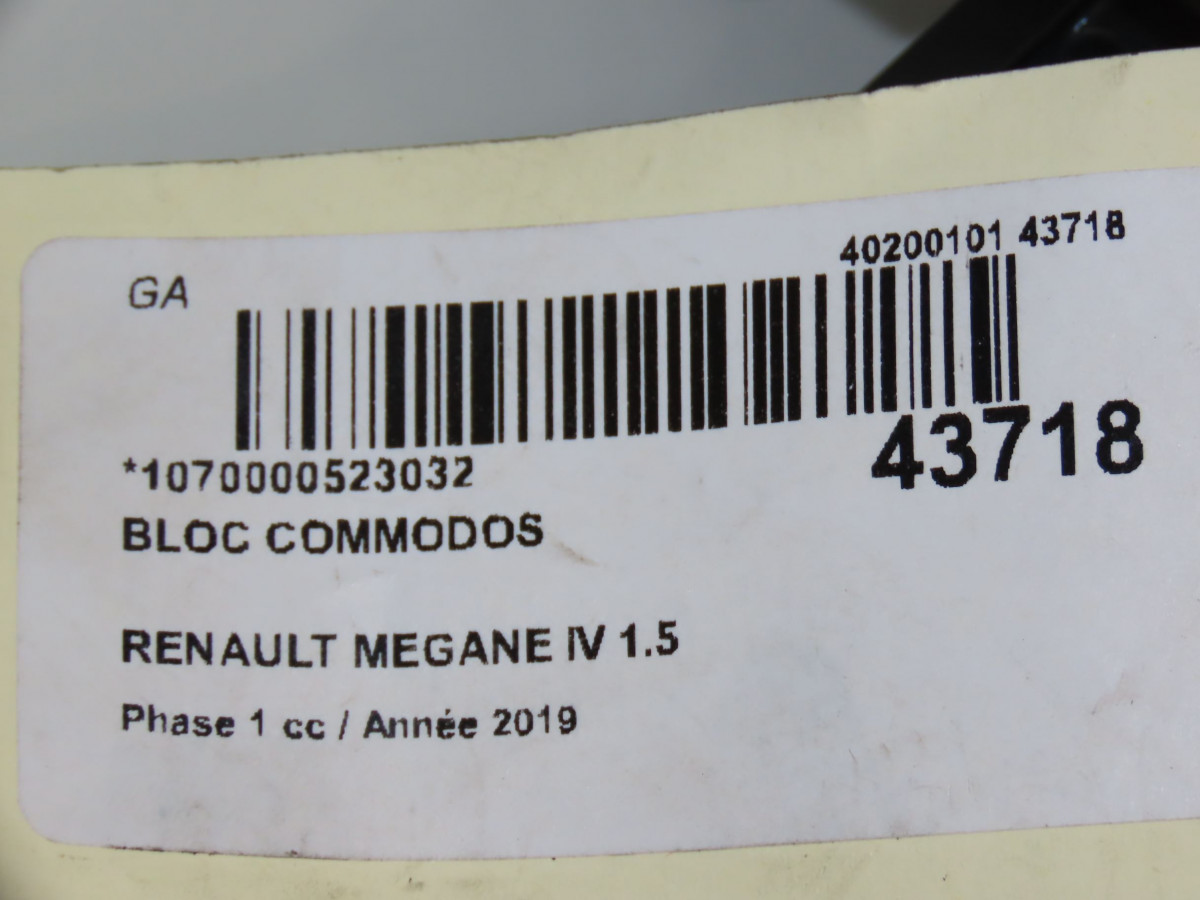 40200101 43718
GA
43718
*1070000523032
BLOC COMMODOS
RENAULT MEGANE IV 1.5
Phase 1 cc / Année 2019